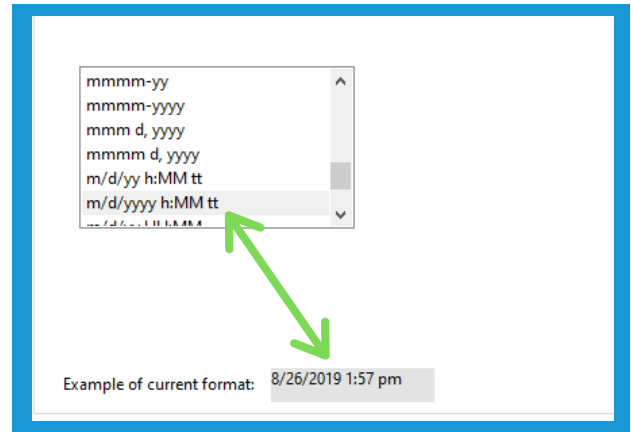 mmmm-yy
mmmm-yyyy
mmm d, yyyy
mmmm d, yyyy
m/d/yy h:MM tt
m/d/yyyy h:MM tt
Example of current format: 8/26/2019 1:57 pm